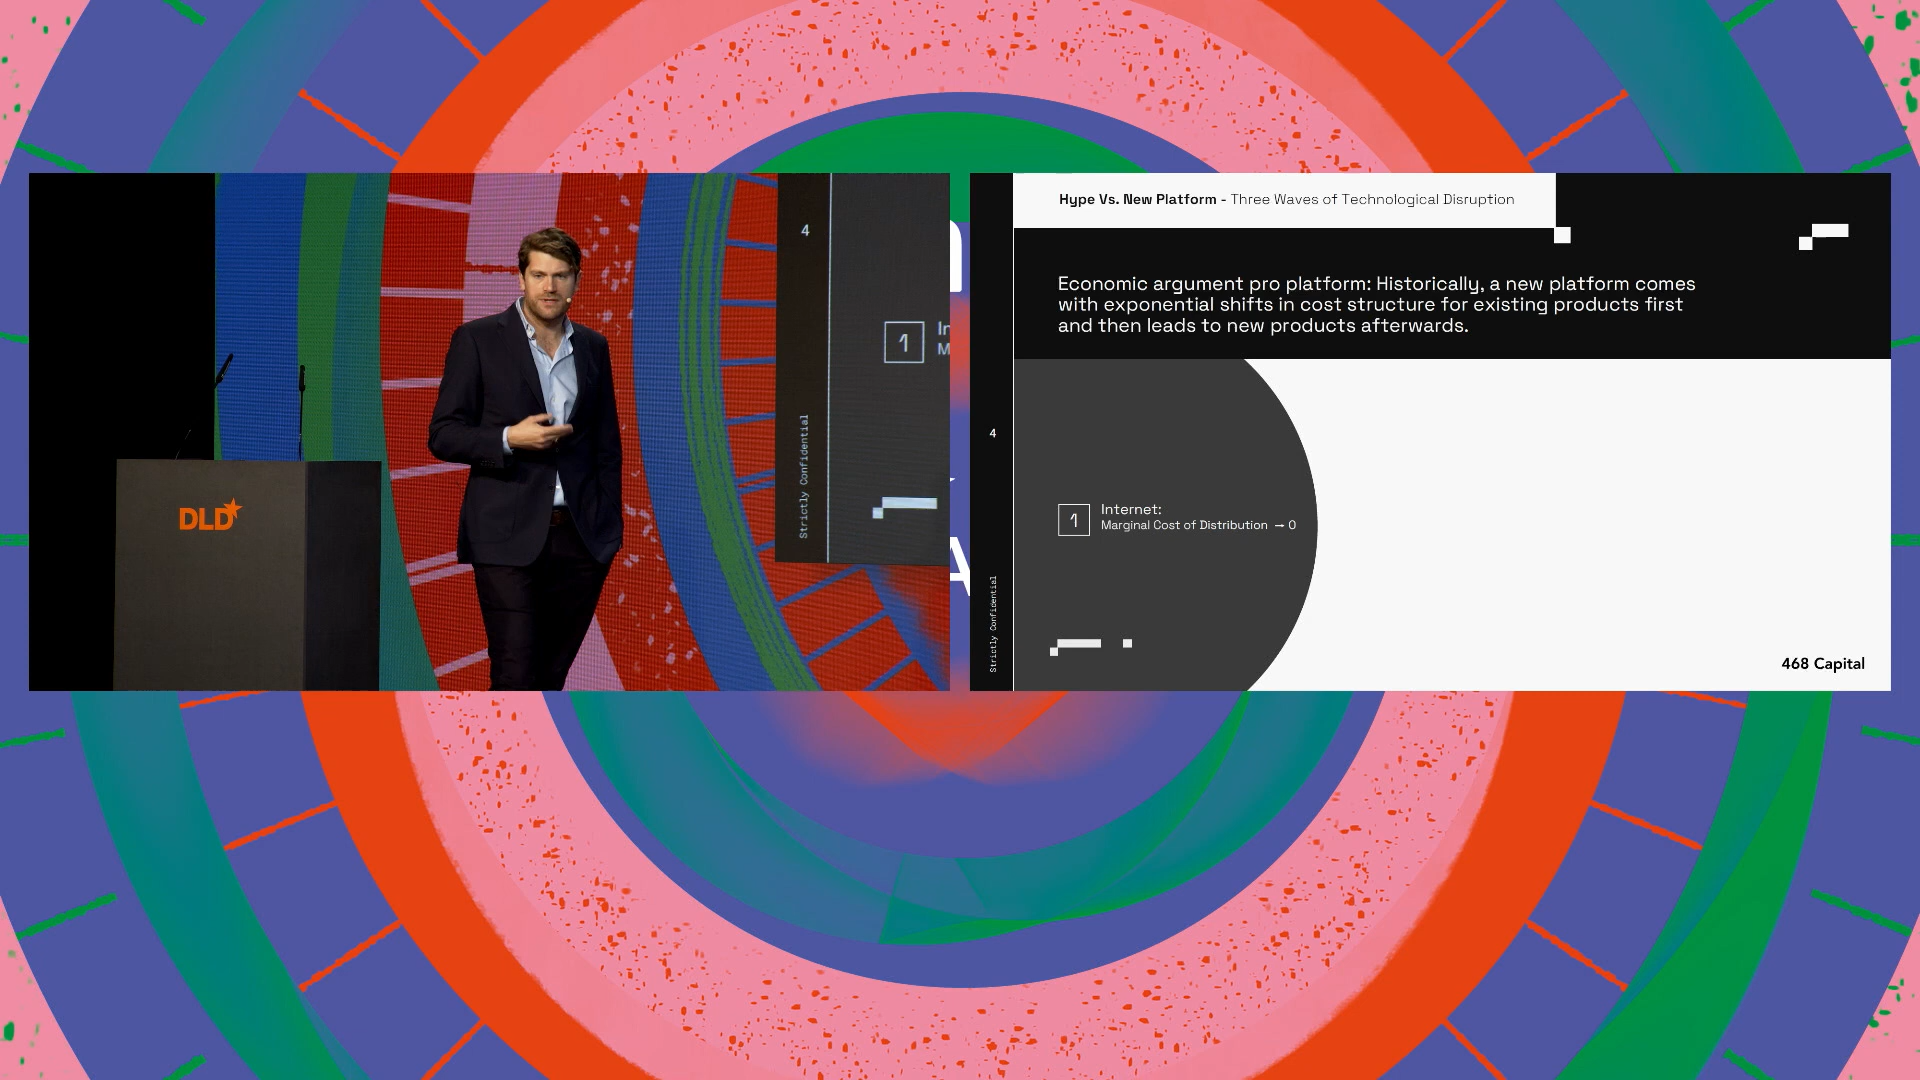 4
1
In
M
Strictly Confidential
DLD
Hype Vs. New Platform - Three Waves of Technological Disruption
Economic argument pro platform: Historically, a new platform comes
with exponential shifts in cost structure for existing products first
and then leads to new products afterwards.
4
1
Internet:
Marginal Cost of Distribution → 0
Strictly Confidential
468 Capital